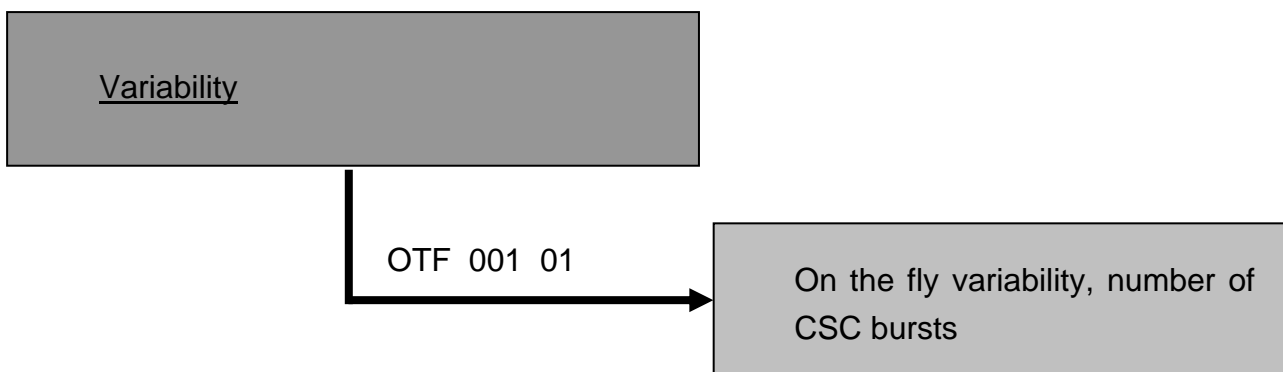 Variability
OTF 001 01
On the fly variability, number of
CSC bursts